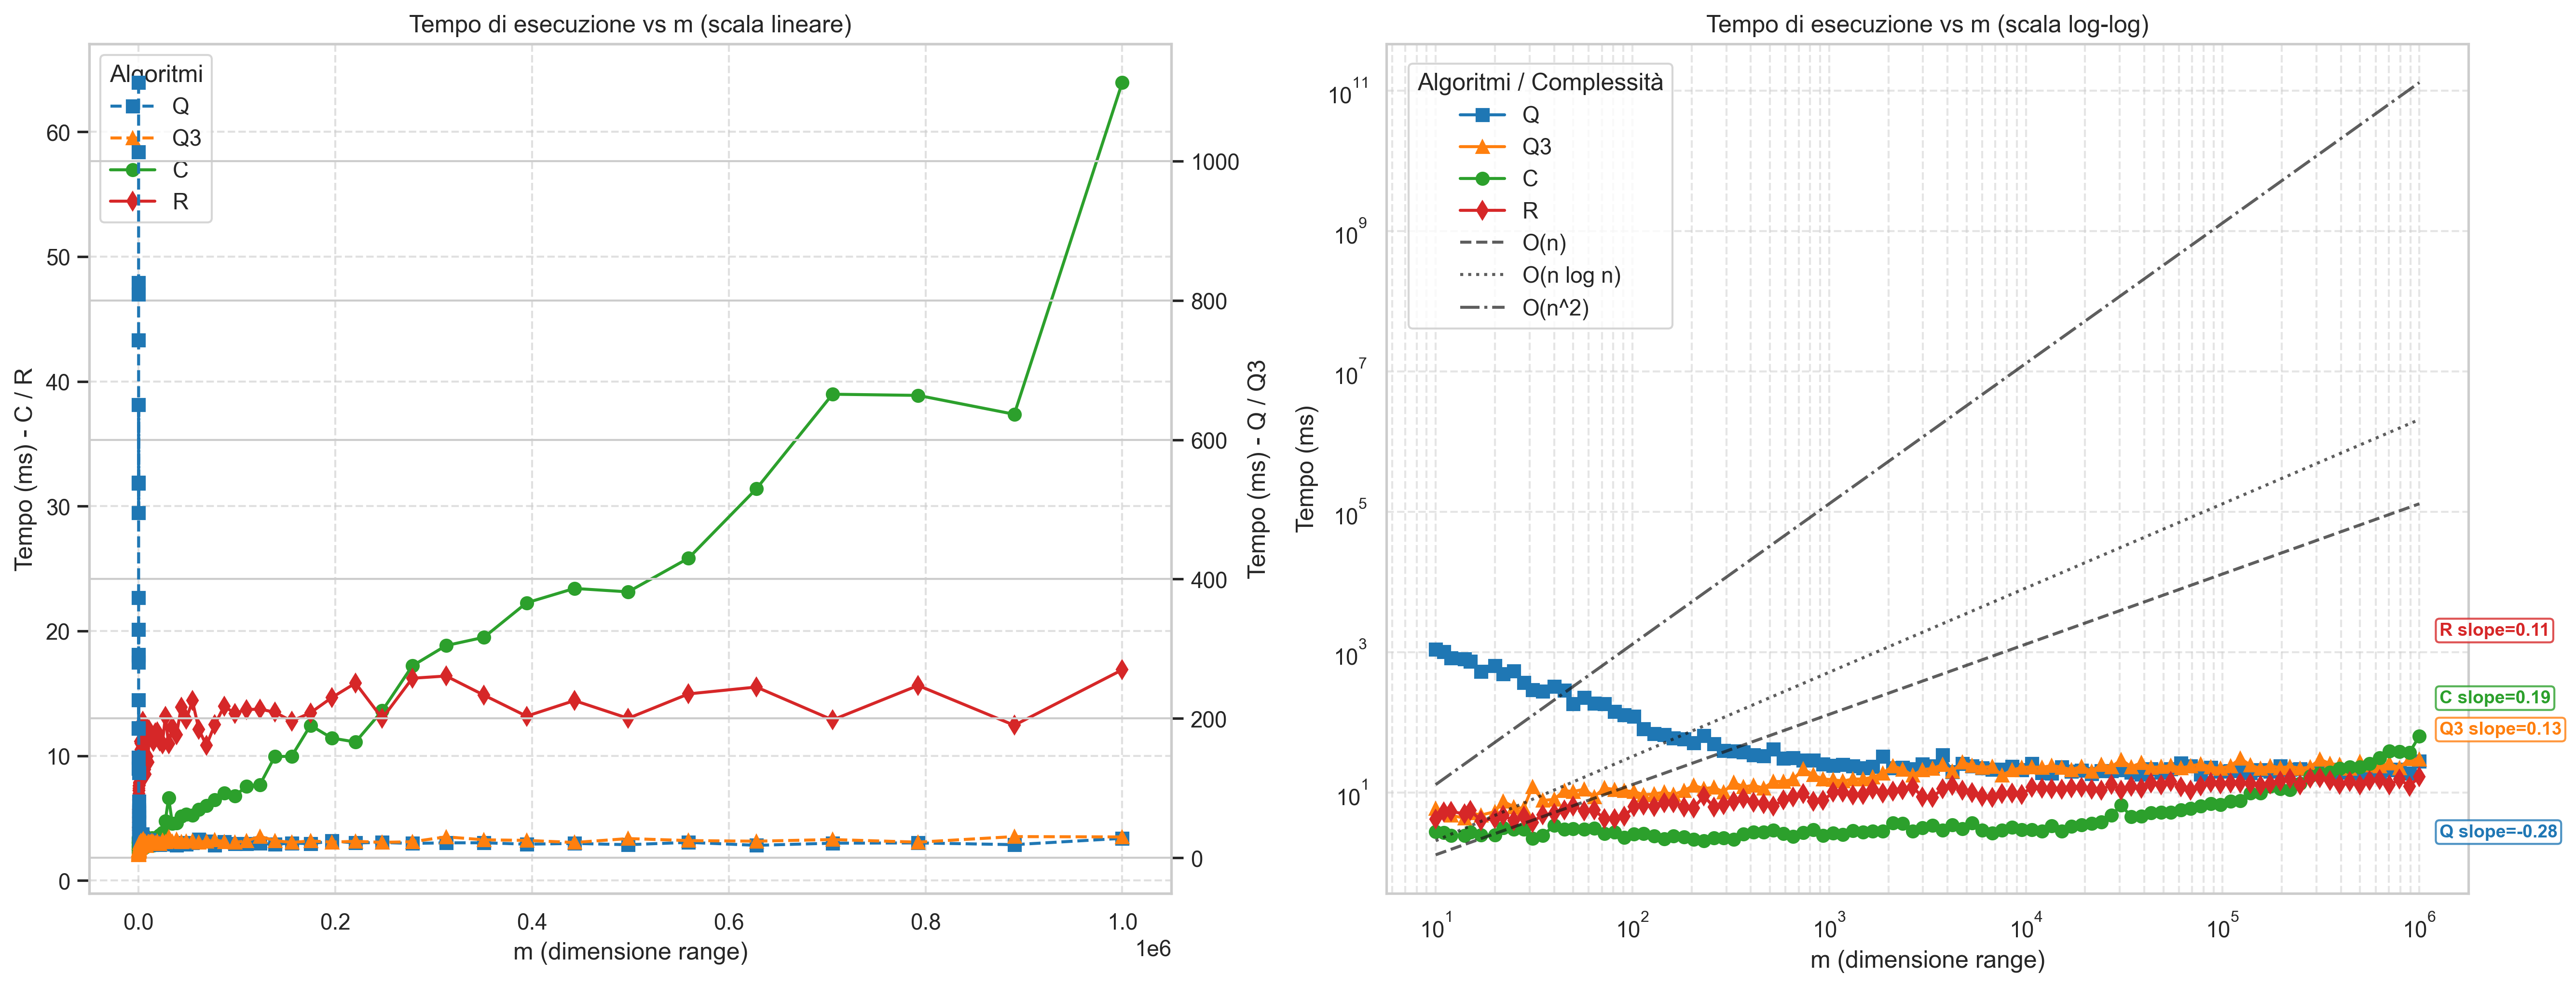 Tempo di esecuzione vs m (scala lineare)
Algoritmi
Q
Q3
C
R
Tempo (ms) - C / R
60
50
40
30
20
10
0
Tempo (ms) - Q / Q3
1000
800
600
400
200
0
0.0 0.2 0.4 0.6 0.8 1.0
1e6
m (dimensione range)
Tempo di esecuzione vs m (scala log-log)
Algoritmi / Complessità
Q
Q3
C
R
O(n)
O(n log n)
O(n^2)
Tempo (ms)
10^11
10^9
10^7
10^5
10^3
10^1
R slope=0.11
C slope=0.19
Q3 slope=0.13
Q slope=-0.28
10^1 10^2 10^3 10^4 10^5 10^6
m (dimensione range)